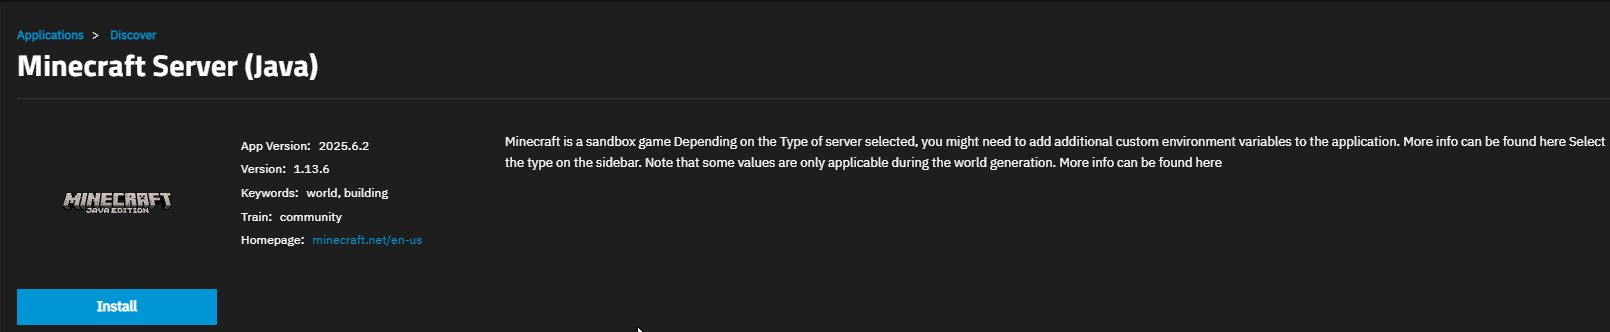 Applications > Discover
Minecraft Server (Java)
App Version: 2025.6.2
Version: 1.13.6
Keywords: world, building
Train: community
Homepage: minecraft.net/en-us
Minecraft is a sandbox game Depending on the Type of server selected, you might need to add additional custom environment variables to the application. More info can be found here Select
the type on the sidebar. Note that some values are only applicable during the world generation. More info can be found here
MINECRAFT
JAVA EDITION
Install